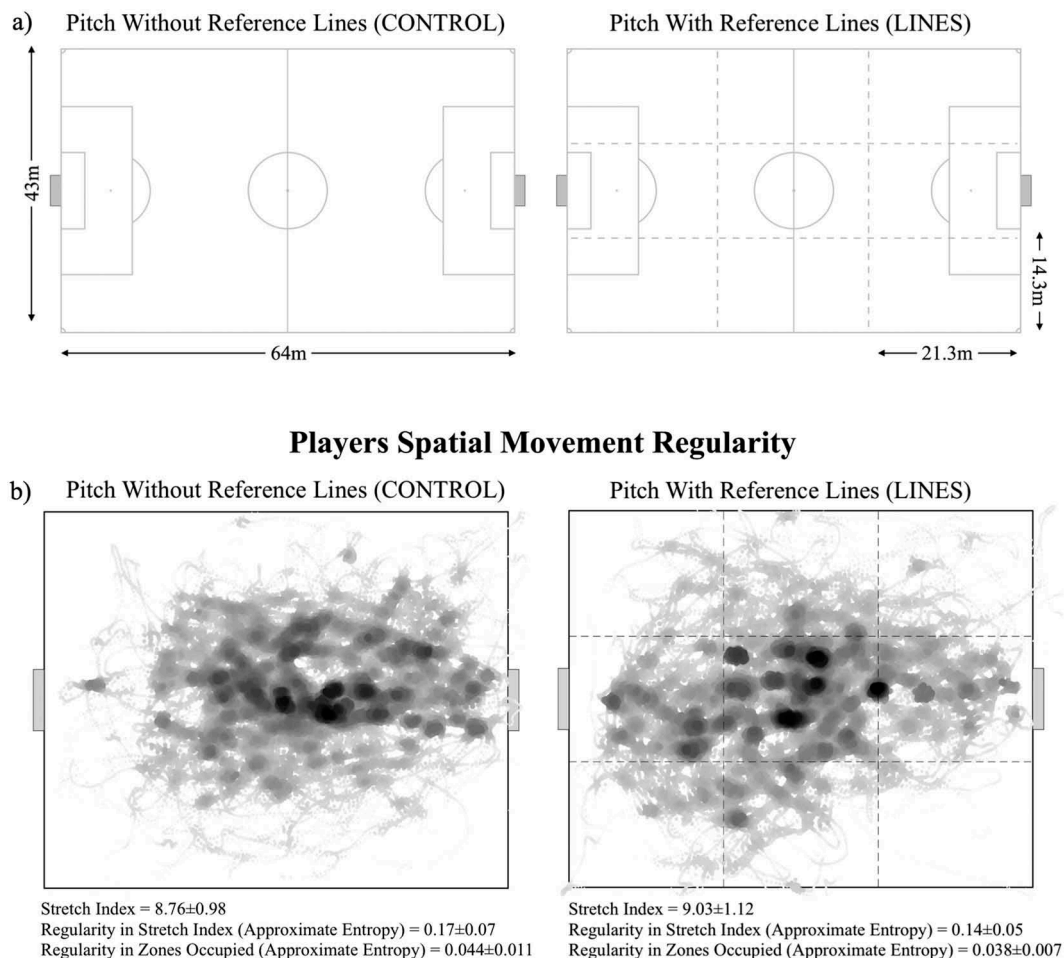 a) Pitch Without Reference Lines (CONTROL) Pitch With Reference Lines (LINES)
43m
14.3m
64m 21.3m
Players Spatial Movement Regularity
b) Pitch Without Reference Lines (CONTROL) Pitch With Reference Lines (LINES)
Stretch Index = 8.76±0.98
Regularity in Stretch Index (Approximate Entropy) = 0.17±0.07
Regularity in Zones Occupied (Approximate Entropy) = 0.044±0.011
Stretch Index = 9.03±1.12
Regularity in Stretch Index (Approximate Entropy) = 0.14±0.05
Regularity in Zones Occupied (Approximate Entropy) = 0.038±0.007